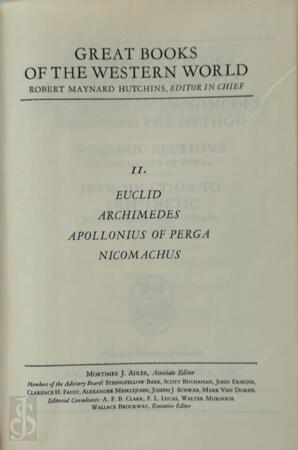 GREAT BOOKS
OF THE WESTERN WORLD
ROBERT MAYNARD HUTCHINS, EDITOR IN CHIEF
II.
EUCLID
ARCHIMEDES
APOLLONIUS OF PERGA
NICOMACHUS
MORTIMER J. ADLER, Associate Editor
Members of the Advisory Board: STRINGFELLOW BARR, SCOTT BUCHANAN, JOHN ERSKINE,
CLARENCE H. FAUST, ALEXANDER MEIKLEJOHN, JOSEPH J. SCHWAB, MARK VAN DOREN.
Editorial Consultants: A. F. B. CLARK, F. L. LUCAS, WALTER MURDOCH.
WALLACE BROCKWAY, Executive Editor